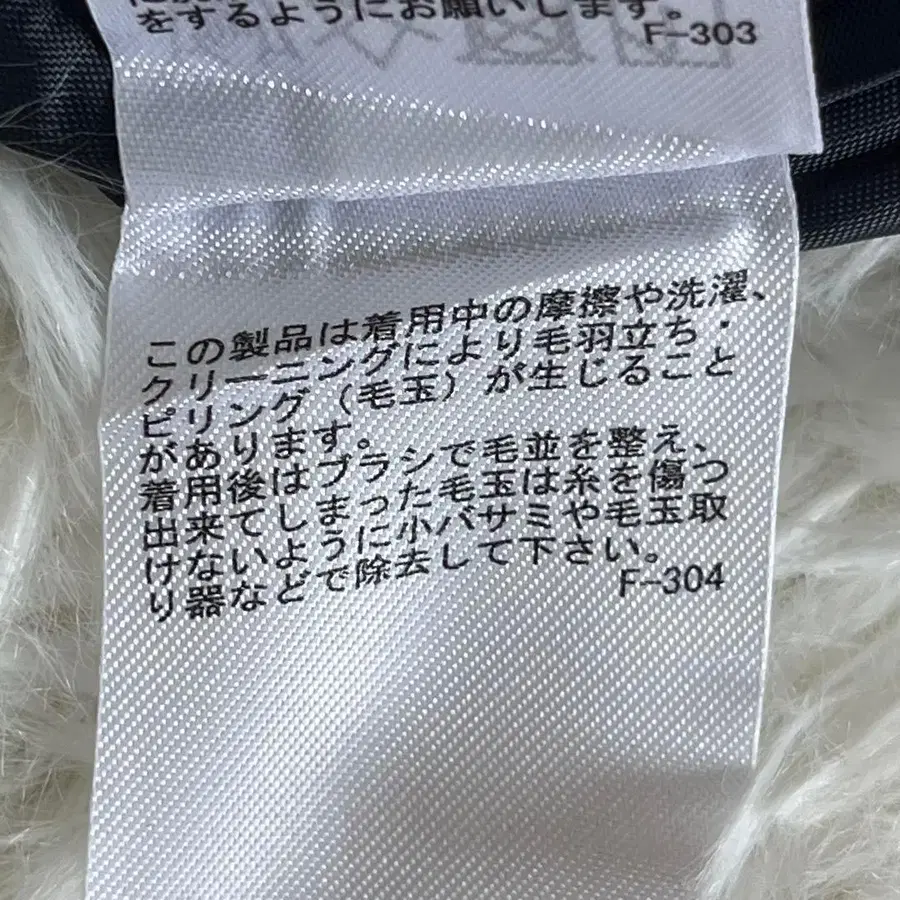 をするようにお願いします。
F-303
この製品は着用中の摩擦や洗濯、
クリーニングにより毛羽立ち・
ピリング(毛玉)が生じること
があります。
着用後はブラシで毛並を整え、
出来てしまった毛玉は糸を傷つ
けないように小バサミや毛玉取
り器などで除去して下さい。
F-304